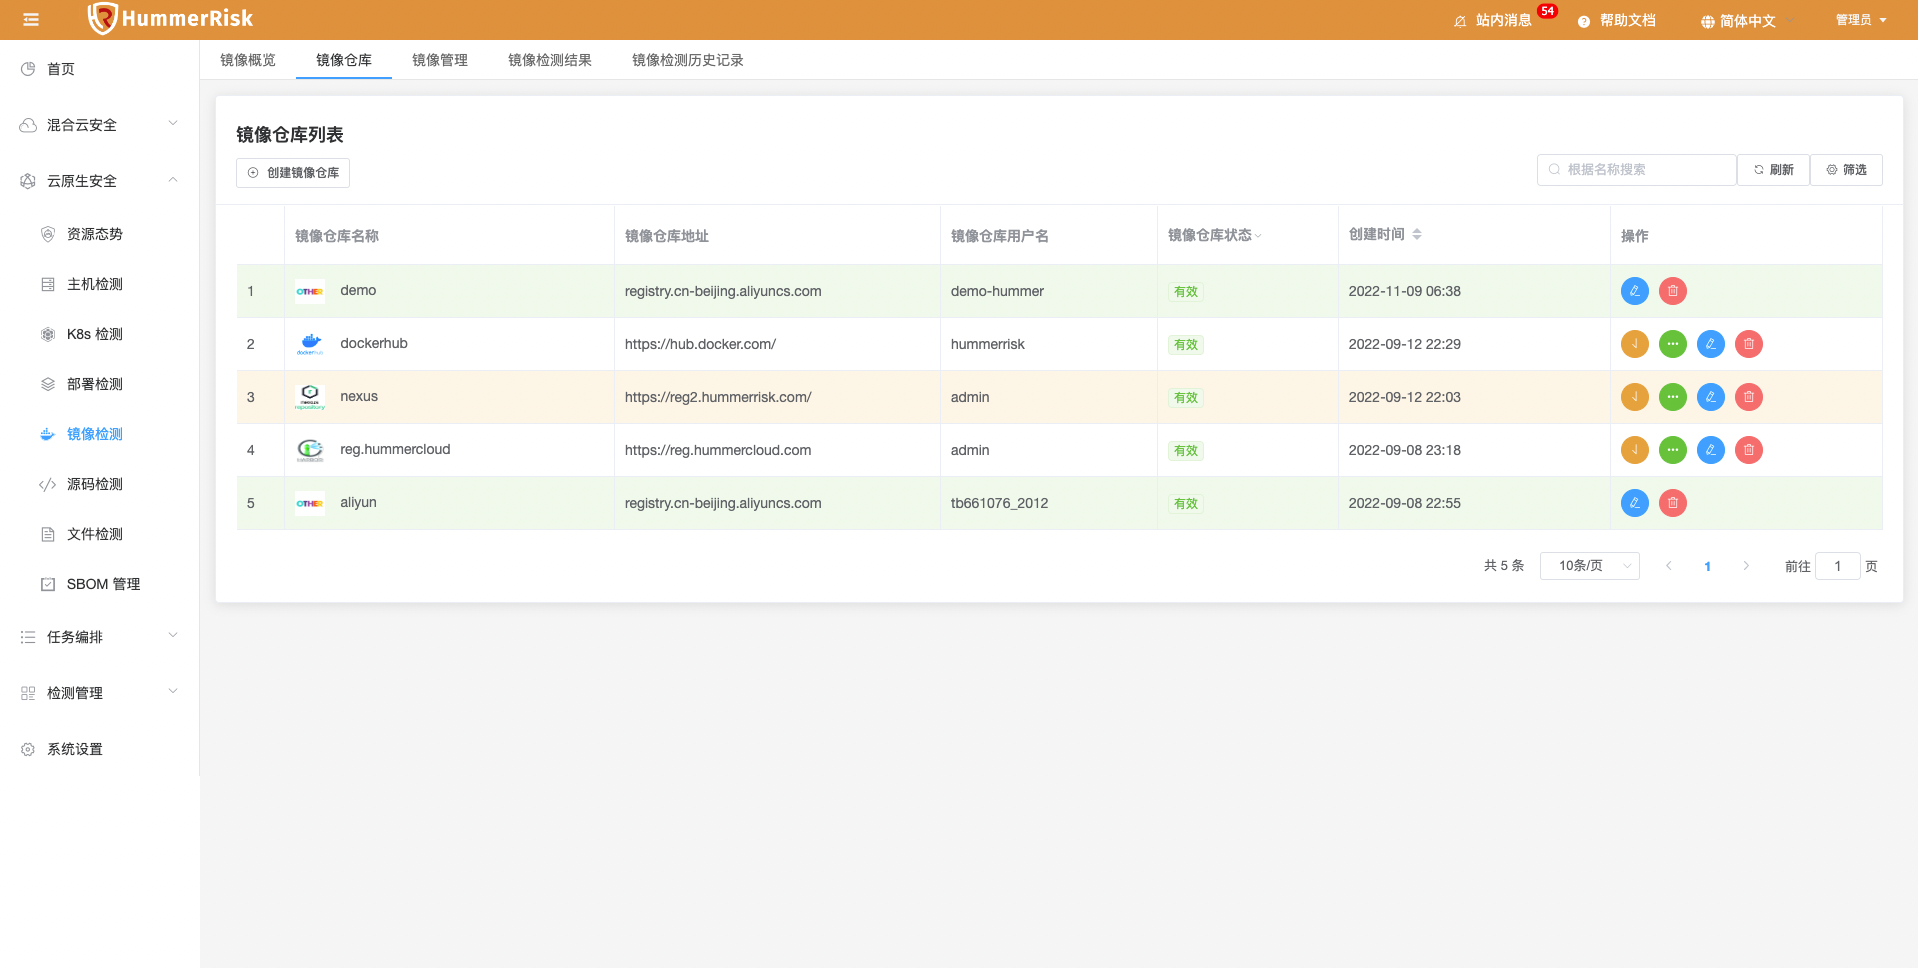 HummerRisk
站内消息 54
帮助文档
简体中文
管理员
首页
混合云安全
云原生安全
资源态势
主机检测
K8s 检测
部署检测
镜像检测
源码检测
文件检测
SBOM 管理
任务编排
检测管理
系统设置
镜像概览 镜像仓库 镜像管理 镜像检测结果 镜像检测历史记录
镜像仓库列表
创建镜像仓库
根据名称搜索 刷新 筛选
镜像仓库名称 镜像仓库地址 镜像仓库用户名 镜像仓库状态 创建时间 操作
1 OTHER demo registry.cn-beijing.aliyuncs.com demo-hummer 有效 2022-11-09 06:38
2 dockerhub dockerhub https://hub.docker.com/ hummerrisk 有效 2022-09-12 22:29
3 nexus repository nexus https://reg2.hummerrisk.com/ admin 有效 2022-09-12 22:03
4 HARBOR reg.hummercloud https://reg.hummercloud.com admin 有效 2022-09-08 23:18
5 OTHER aliyun registry.cn-beijing.aliyuncs.com tb661076_2012 有效 2022-09-08 22:55
共 5 条 10条/页 1 前往 1 页